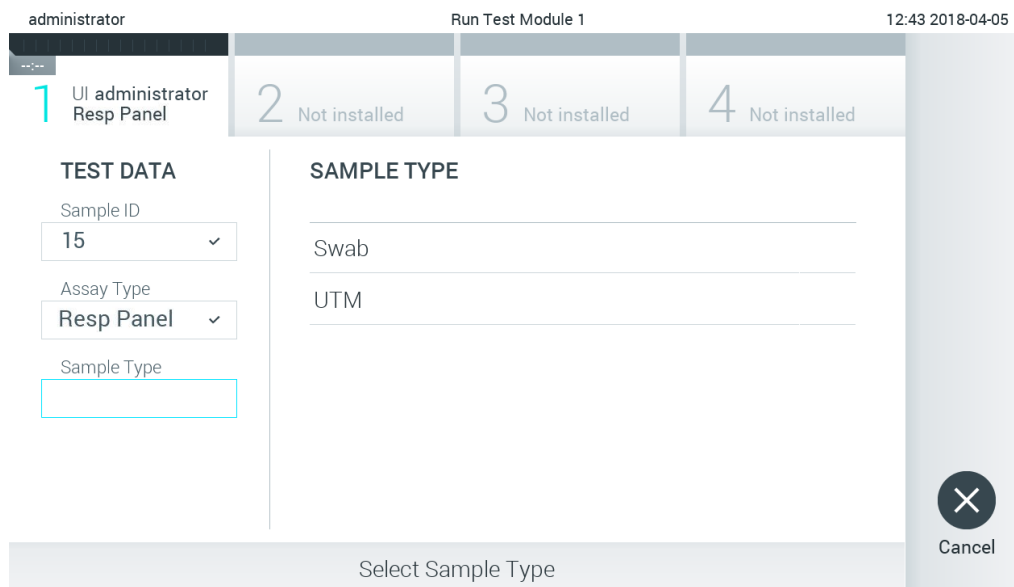 administrator Run Test Module 1 12:43 2018-04-05
--:--
1 UI administrator
Resp Panel
2 Not installed
3 Not installed
4 Not installed
TEST DATA
Sample ID
15
Assay Type
Resp Panel
Sample Type
SAMPLE TYPE
Swab
UTM
Cancel
Select Sample Type